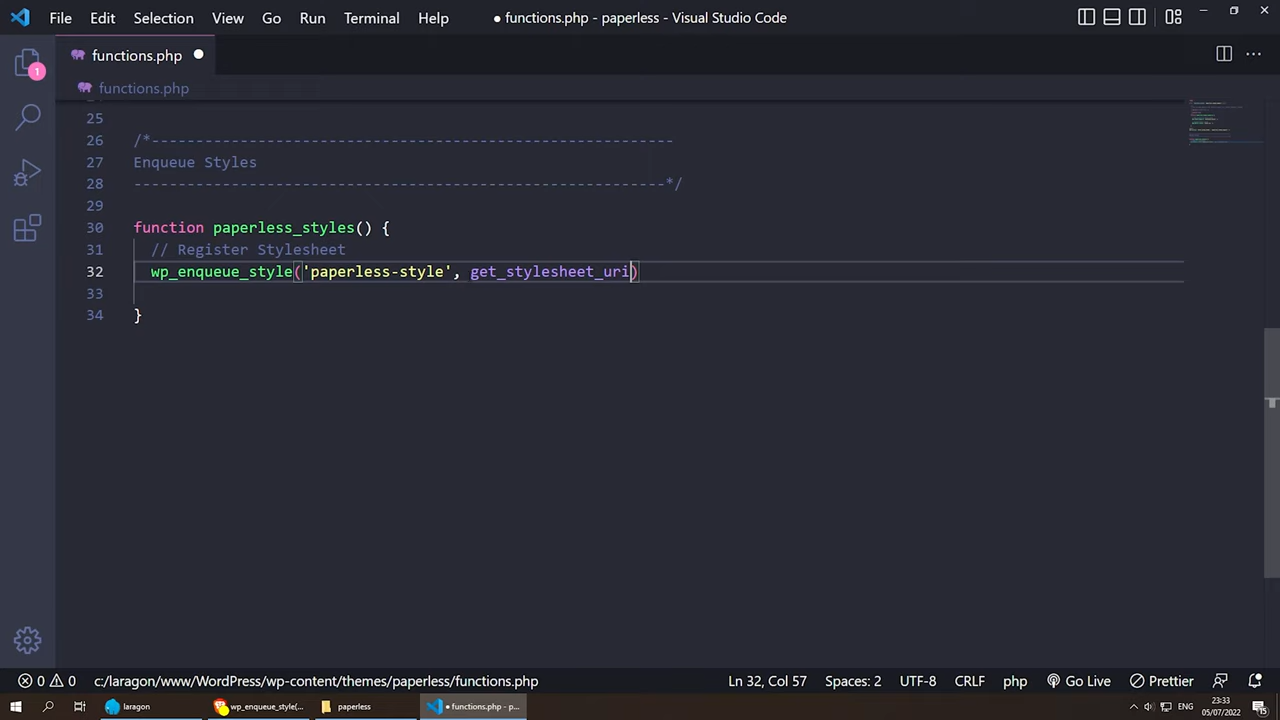 File Edit Selection View Go Run Terminal Help ● functions.php - paperless - Visual Studio Code
functions.php
functions.php
1
25
26 /*-----------------------------------------------------------
27 Enqueue Styles
28 ------------------------------------------------------------*/
29
30 function paperless_styles() {
31 // Register Stylesheet
32 wp_enqueue_style('paperless-style', get_stylesheet_uri)
33
34 }
0 0 c:/laragon/www/WordPress/wp-content/themes/paperless/functions.php Ln 32, Col 57 Spaces: 2 UTF-8 CRLF php Go Live Prettier
laragon wp_enqueue_style(... paperless ● functions.php - p... ENG 23:33 05/07/2022 15